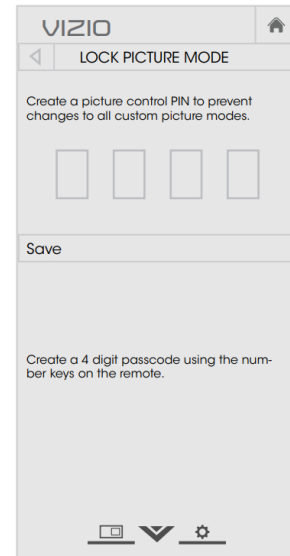 VIZIO
LOCK PICTURE MODE
Create a picture control PIN to prevent
changes to all custom picture modes.
Save
Create a 4 digit passcode using the num-
ber keys on the remote.